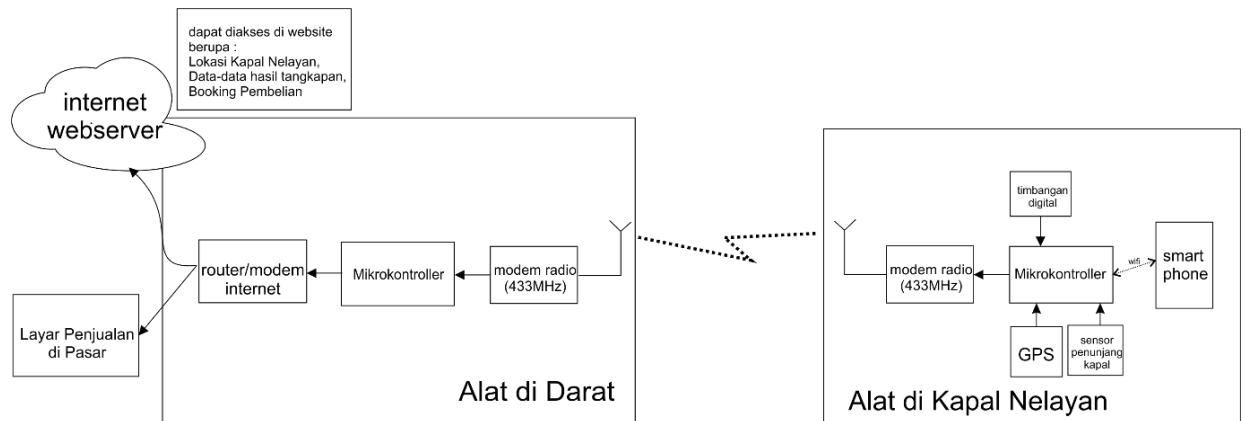 dapat diakses di website
berupa :
Lokasi Kapal Nelayan,
Data-data hasil tangkapan,
Booking Pembelian
internet
webserver
router/modem
internet
Mikrokontroller
modem radio
(433MHz)
Layar Penjualan
di Pasar
Alat di Darat
timbangan
digital
modem radio
(433MHz)
Mikrokontroller
wifi
smart
phone
GPS
sensor
penunjang
kapal
Alat di Kapal Nelayan